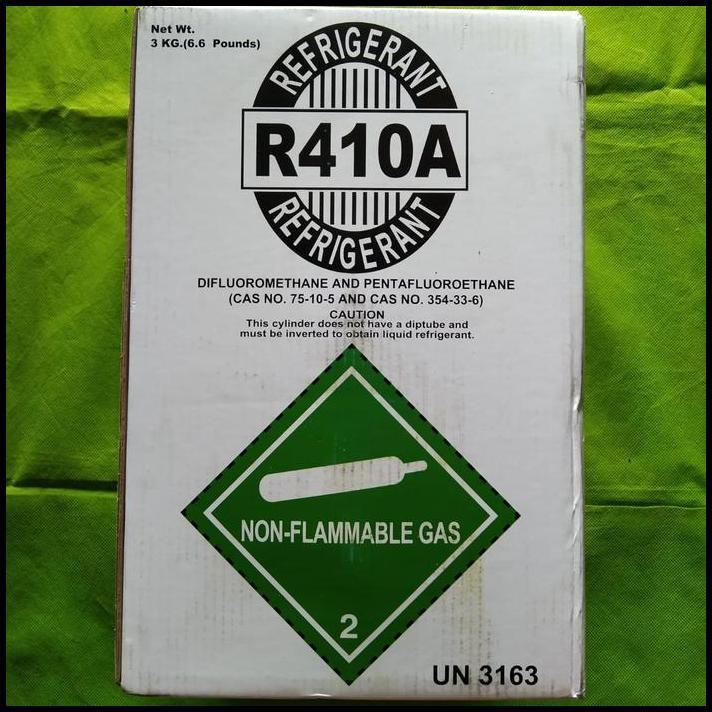 Net Wt.
3 KG.(6.6 Pounds)
REFRIGERANT
R410A
REFRIGERANT
DIFLUOROMETHANE AND PENTAFLUOROETHANE
(CAS NO. 75-10-5 AND CAS NO. 354-33-6)
CAUTION
This cylinder does not have a diptube and
must be inverted to obtain liquid refrigerant.
NON-FLAMMABLE GAS
2
UN 3163